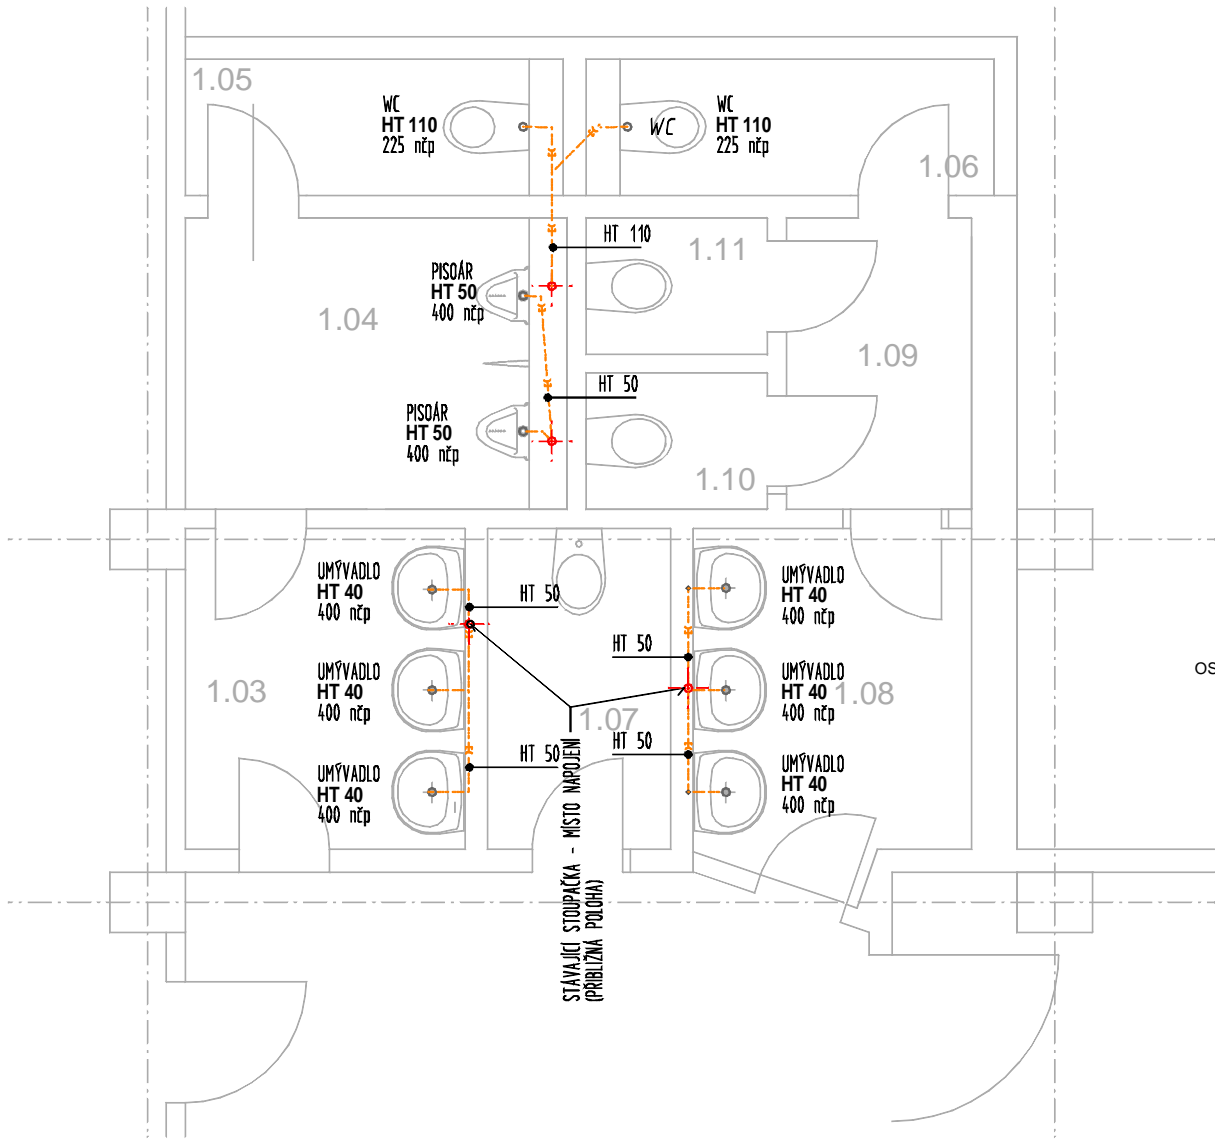 1.05
WC
HT 110
225 nčp
WC
WC
HT 110
225 nčp
1.06
HT 110
1.11
PISOÁR
HT 50
400 nčp
1.04
1.09
HT 50
PISOÁR
HT 50
400 nčp
1.10
UMÝVADLO
HT 40
400 nčp
HT 50
UMÝVADLO
HT 40
400 nčp
HT 50
UMÝVADLO
HT 40
400 nčp
1.03
UMÝVADLO
HT 40
400 nčp
1.08
OS
1.07
HT 50
HT 50
UMÝVADLO
HT 40
400 nčp
UMÝVADLO
HT 40
400 nčp
STÁVAJÍCÍ STOUPAČKA - MÍSTO NAPOJENÍ
(PŘIBLIŽNÁ POLOHA)